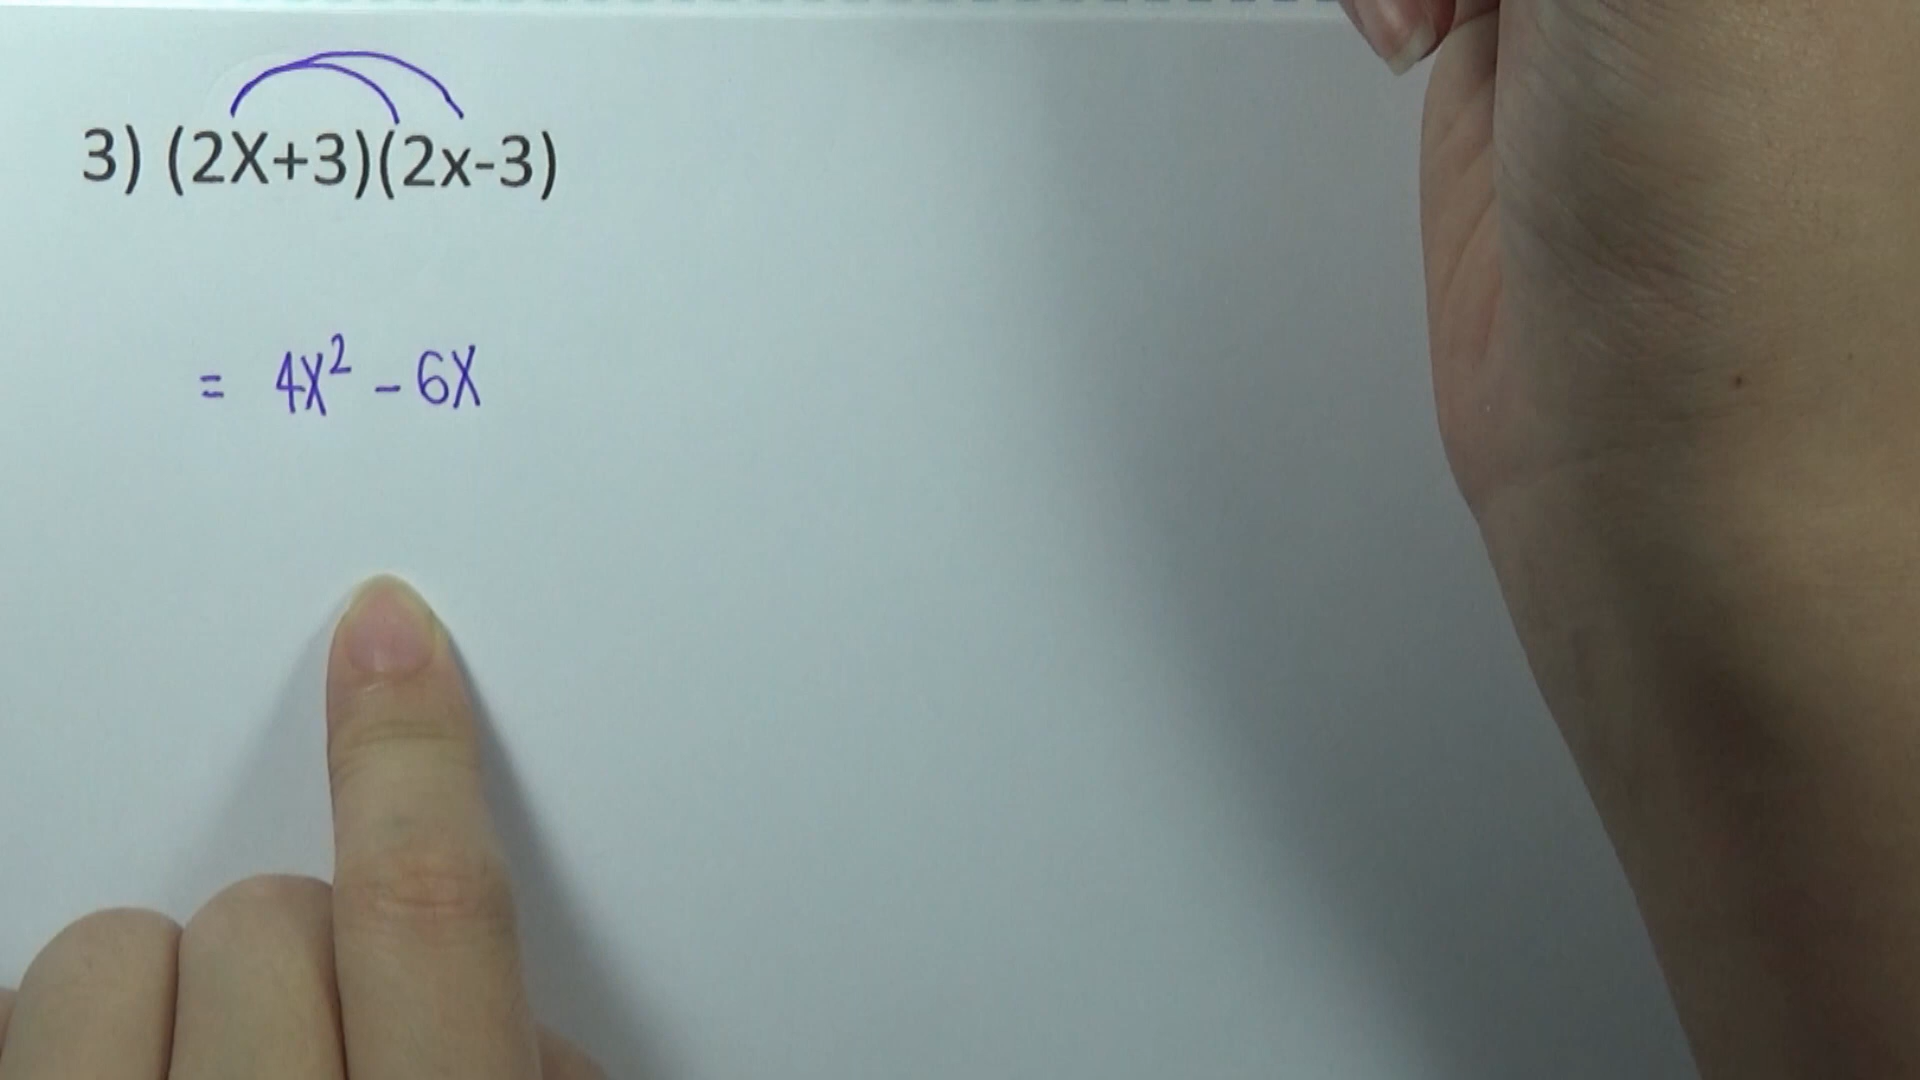 3) (2X+3)(2x-3)
= 4X² - 6X